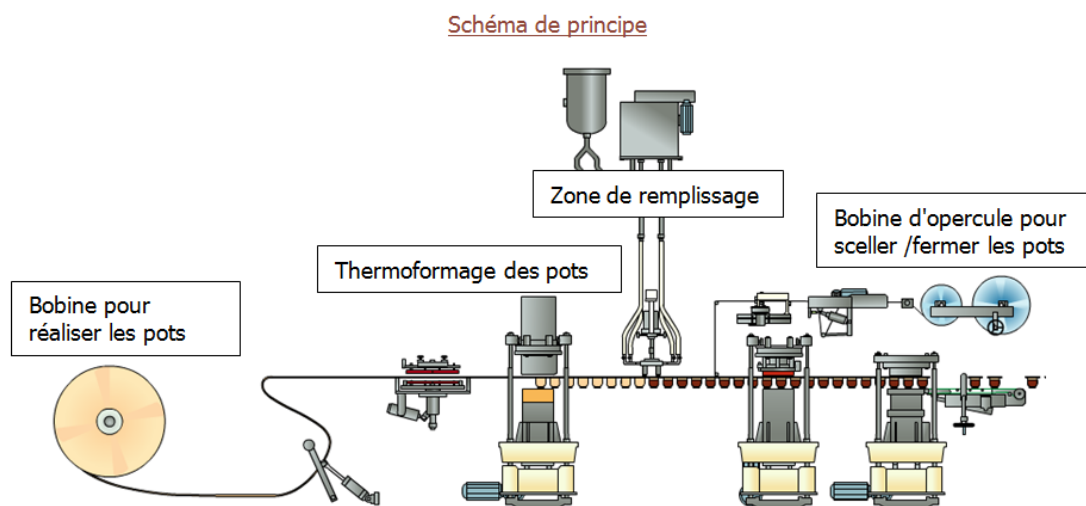 Schéma de principe
Zone de remplissage
Bobine d'opercule pour
sceller /fermer les pots
Thermoformage des pots
Bobine pour
réaliser les pots